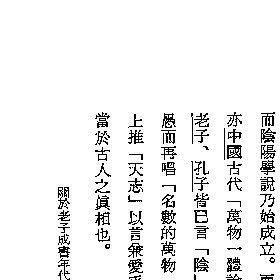 而陰陽學說乃始成立。
亦中國古代「萬物一體論
老子、孔子皆已言「陰
愚而再唱「名數的萬物
上推「天志」以言兼愛
當於古人之眞相也。
關於老子成書年代